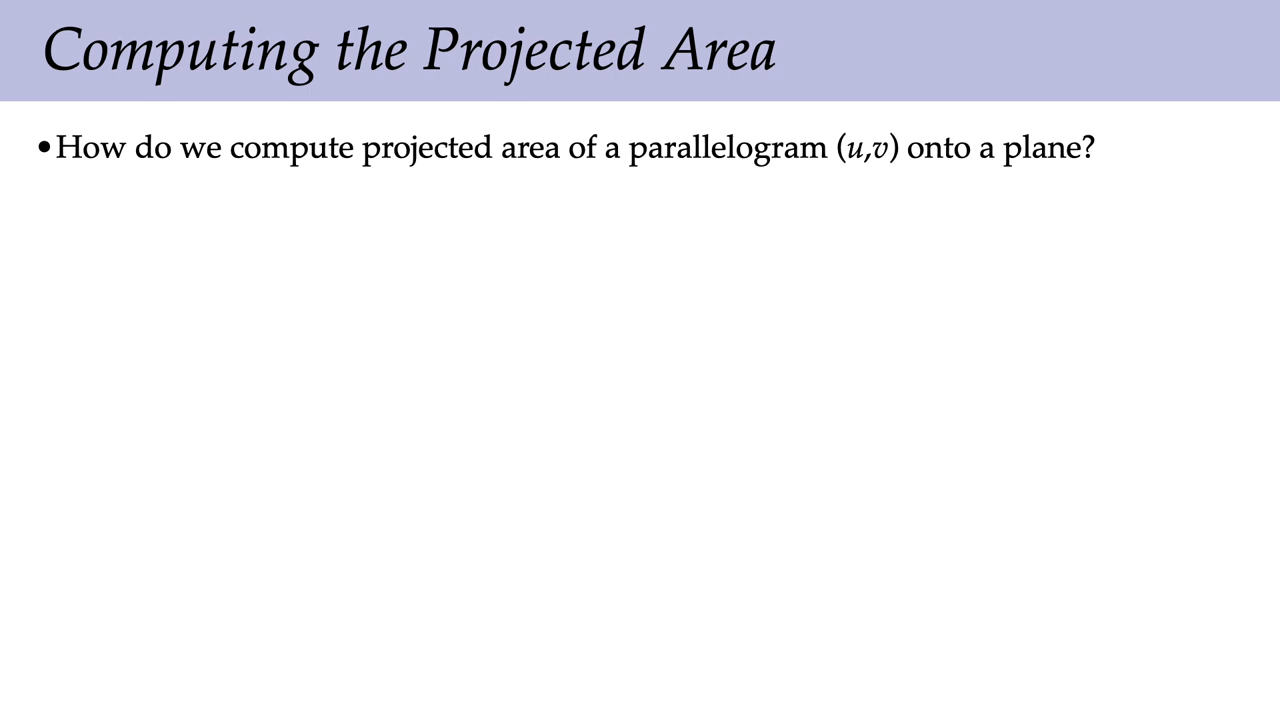 Computing the Projected Area
•How do we compute projected area of a parallelogram (u,v) onto a plane?